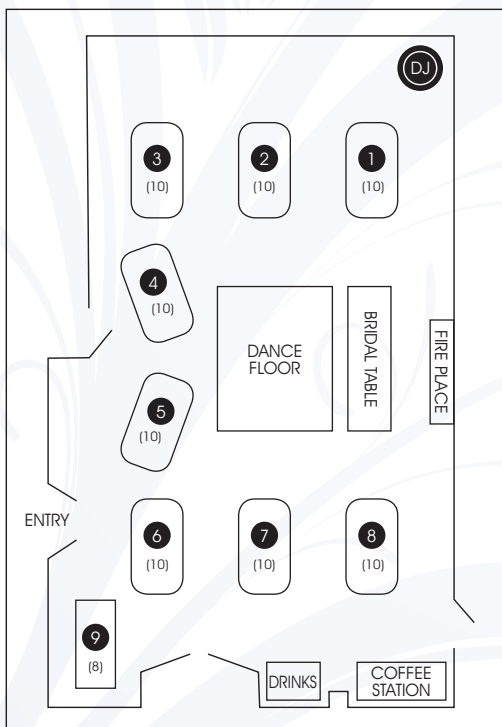 DJ
3
(10)
2
(10)
1
(10)
4
(10)
DANCE
FLOOR
BRIDAL TABLE
FIRE PLACE
5
(10)
ENTRY
6
(10)
7
(10)
8
(10)
9
(8)
DRINKS
COFFEE
STATION